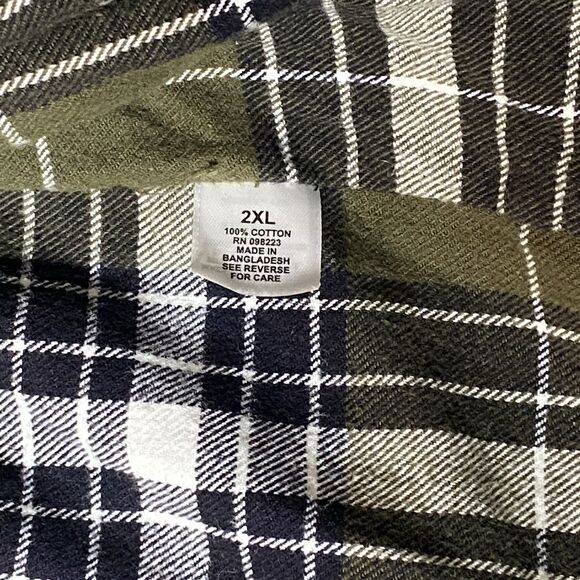 2XL
100% COTTON
RN 098223
MADE IN
BANGLADESH
SEE REVERSE
FOR CARE